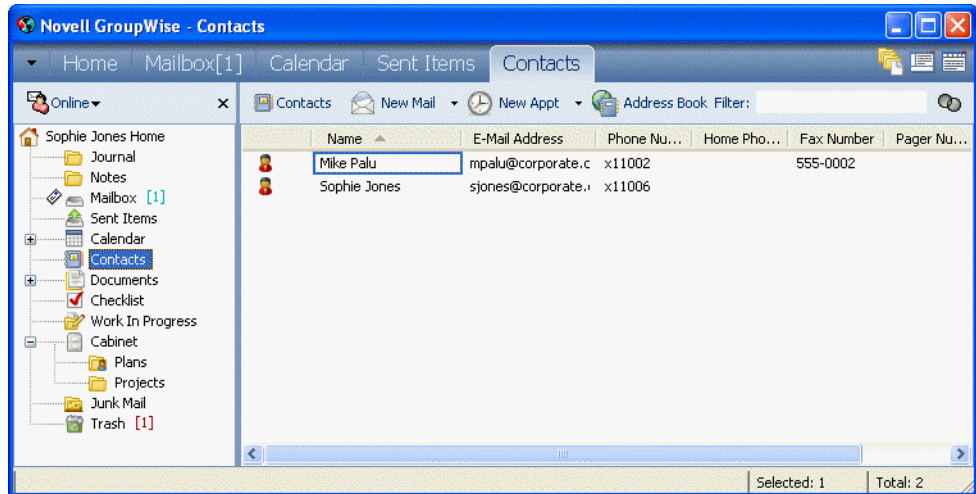 Novell GroupWise - Contacts
Home Mailbox[1] Calendar Sent Items Contacts
Online Contacts New Mail New Appt Address Book Filter:
Sophie Jones Home
Journal
Notes
Mailbox [1]
Sent Items
Calendar
Contacts
Documents
Checklist
Work In Progress
Cabinet
Plans
Projects
Junk Mail
Trash [1]
Name E-Mail Address Phone Nu... Home Pho... Fax Number Pager Nu...
Mike Palu mpalu@corporate.c x11002 555-0002
Sophie Jones sjones@corporate. x11006
Selected: 1 Total: 2